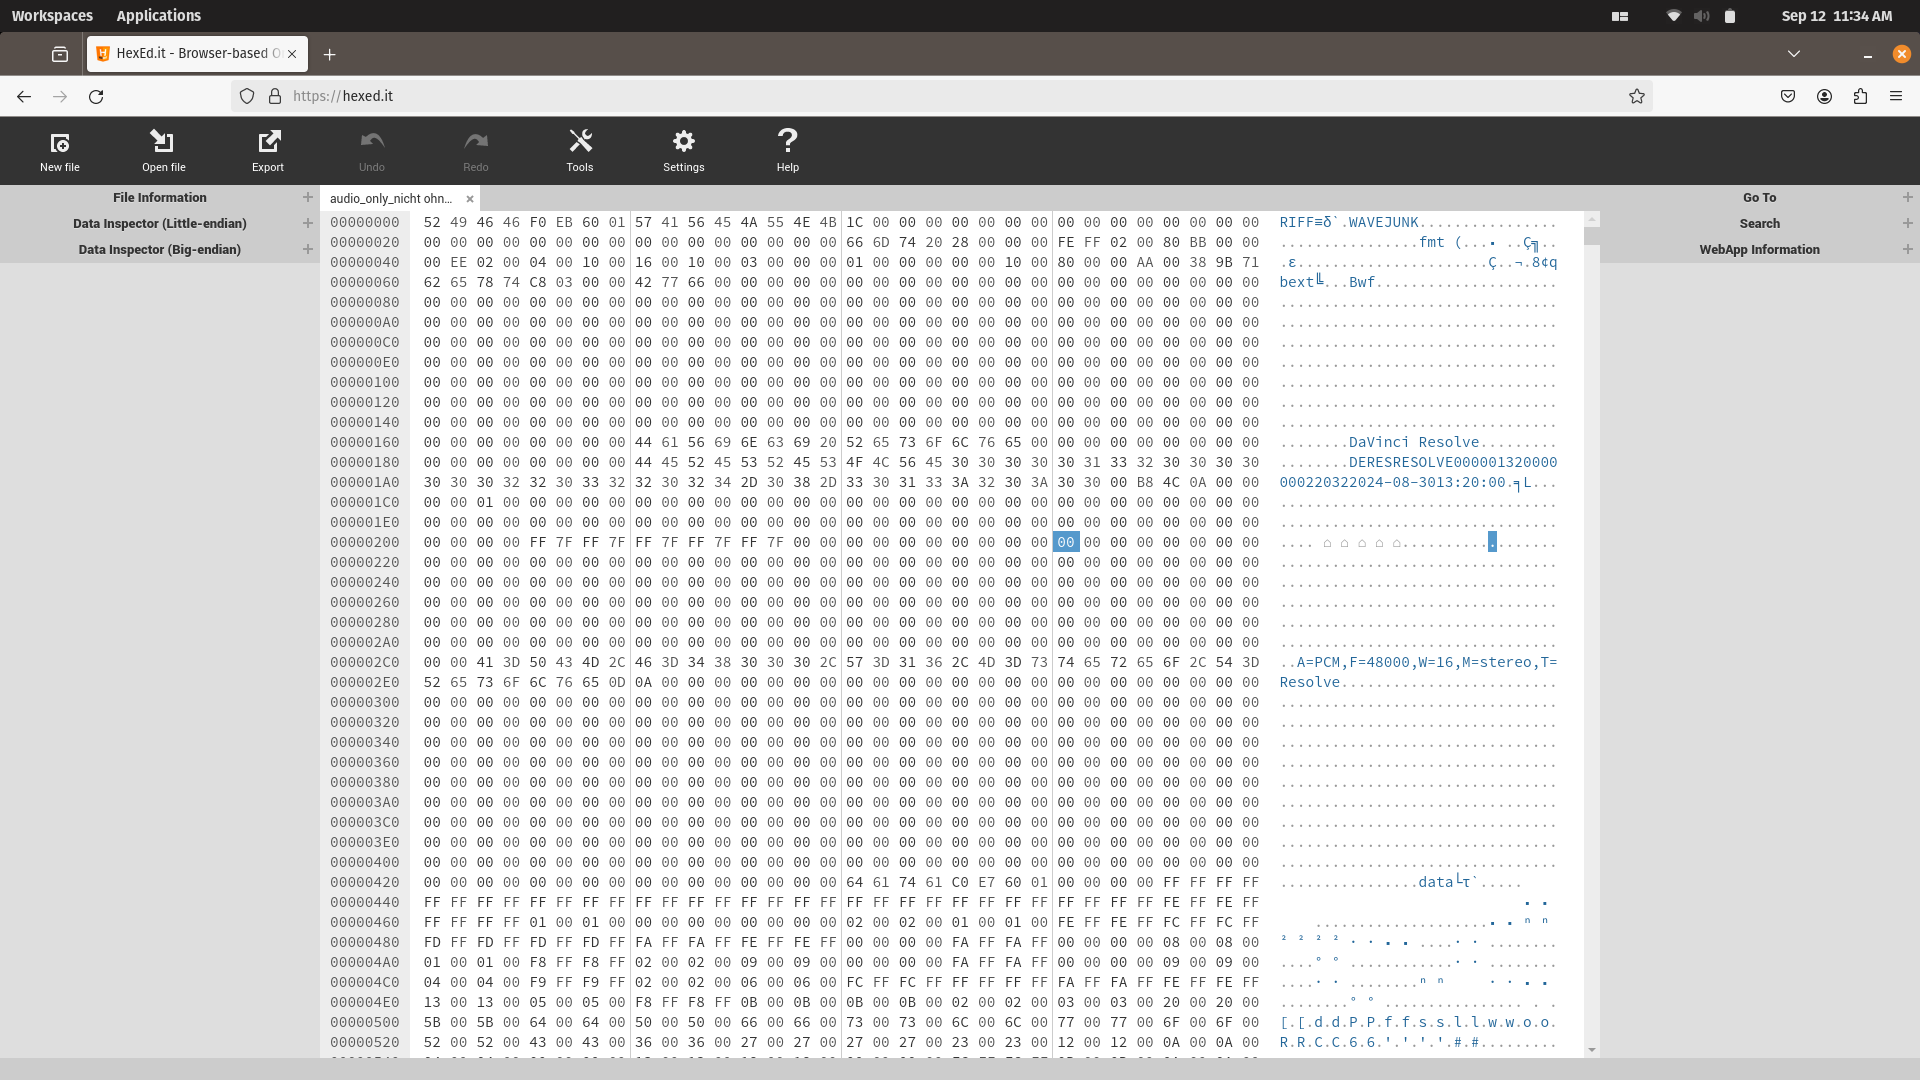 Workspaces Applications Sep 12 11:34 AM
HexEd.it - Browser-based O
https://hexed.it
New file Open file Export Undo Redo Tools Settings Help
File Information
Data Inspector (Little-endian)
Data Inspector (Big-endian)
audio_only_nicht ohn...
Go To
Search
WebApp Information
00000000 52 49 46 46 F0 EB 60 01 57 41 56 45 4A 55 4E 4B 1C 00 00 00 00 00 00 00 00 00 00 00 00 00 00 00 RIFF≡δ`.WAVEJUNK................
00000020 00 00 00 00 00 00 00 00 00 00 00 00 00 00 00 00 66 6D 74 20 28 00 00 00 FE FF 02 00 80 BB 00 00 ................fmt (...▪ ..Ç╗..
00000040 00 EE 02 00 04 00 10 00 16 00 10 00 03 00 00 00 01 00 00 00 00 00 10 00 80 00 00 AA 00 38 9B 71 .ε......................Ç..¬.8¢q
00000060 62 65 78 74 C8 03 00 00 42 77 66 00 00 00 00 00 00 00 00 00 00 00 00 00 00 00 00 00 00 00 00 00 bext╚...Bwf.....................
00000080 00 00 00 00 00 00 00 00 00 00 00 00 00 00 00 00 00 00 00 00 00 00 00 00 00 00 00 00 00 00 00 00 ................................
000000A0 00 00 00 00 00 00 00 00 00 00 00 00 00 00 00 00 00 00 00 00 00 00 00 00 00 00 00 00 00 00 00 00 ................................
000000C0 00 00 00 00 00 00 00 00 00 00 00 00 00 00 00 00 00 00 00 00 00 00 00 00 00 00 00 00 00 00 00 00 ................................
000000E0 00 00 00 00 00 00 00 00 00 00 00 00 00 00 00 00 00 00 00 00 00 00 00 00 00 00 00 00 00 00 00 00 ................................
00000100 00 00 00 00 00 00 00 00 00 00 00 00 00 00 00 00 00 00 00 00 00 00 00 00 00 00 00 00 00 00 00 00 ................................
00000120 00 00 00 00 00 00 00 00 00 00 00 00 00 00 00 00 00 00 00 00 00 00 00 00 00 00 00 00 00 00 00 00 ................................
00000140 00 00 00 00 00 00 00 00 00 00 00 00 00 00 00 00 00 00 00 00 00 00 00 00 00 00 00 00 00 00 00 00 ................................
00000160 00 00 00 00 00 00 00 00 44 61 56 69 6E 63 69 20 52 65 73 6F 6C 76 65 00 00 00 00 00 00 00 00 00 ........DaVinci Resolve.........
00000180 00 00 00 00 00 00 00 00 44 45 52 45 53 52 45 53 4F 4C 56 45 30 30 30 30 30 31 33 32 30 30 30 30 ........DERESRESOLVE000001320000
000001A0 30 30 30 32 32 30 33 32 32 30 32 34 2D 30 38 2D 33 30 31 33 3A 32 30 3A 30 30 00 B8 4C 0A 00 00 000220322024-08-3013:20:00.╕L...
000001C0 00 00 01 00 00 00 00 00 00 00 00 00 00 00 00 00 00 00 00 00 00 00 00 00 00 00 00 00 00 00 00 00 ................................
000001E0 00 00 00 00 00 00 00 00 00 00 00 00 00 00 00 00 00 00 00 00 00 00 00 00 00 00 00 00 00 00 00 00 ................................
00000200 00 00 00 00 FF 7F FF 7F FF 7F FF 7F FF 7F 00 00 00 00 00 00 00 00 00 00 00 00 00 00 00 00 00 00 .... ⌂ ⌂ ⌂ ⌂ ⌂..................
00000220 00 00 00 00 00 00 00 00 00 00 00 00 00 00 00 00 00 00 00 00 00 00 00 00 00 00 00 00 00 00 00 00 ................................
00000240 00 00 00 00 00 00 00 00 00 00 00 00 00 00 00 00 00 00 00 00 00 00 00 00 00 00 00 00 00 00 00 00 ................................
00000260 00 00 00 00 00 00 00 00 00 00 00 00 00 00 00 00 00 00 00 00 00 00 00 00 00 00 00 00 00 00 00 00 ................................
00000280 00 00 00 00 00 00 00 00 00 00 00 00 00 00 00 00 00 00 00 00 00 00 00 00 00 00 00 00 00 00 00 00 ................................
000002A0 00 00 00 00 00 00 00 00 00 00 00 00 00 00 00 00 00 00 00 00 00 00 00 00 00 00 00 00 00 00 00 00 ................................
000002C0 00 00 41 3D 50 43 4D 2C 46 3D 34 38 30 30 30 2C 57 3D 31 36 2C 4D 3D 73 74 65 72 65 6F 2C 54 3D ..A=PCM,F=48000,W=16,M=stereo,T=
000002E0 52 65 73 6F 6C 76 65 0D 0A 00 00 00 00 00 00 00 00 00 00 00 00 00 00 00 00 00 00 00 00 00 00 00 Resolve.........................
00000300 00 00 00 00 00 00 00 00 00 00 00 00 00 00 00 00 00 00 00 00 00 00 00 00 00 00 00 00 00 00 00 00 ................................
00000320 00 00 00 00 00 00 00 00 00 00 00 00 00 00 00 00 00 00 00 00 00 00 00 00 00 00 00 00 00 00 00 00 ................................
00000340 00 00 00 00 00 00 00 00 00 00 00 00 00 00 00 00 00 00 00 00 00 00 00 00 00 00 00 00 00 00 00 00 ................................
00000360 00 00 00 00 00 00 00 00 00 00 00 00 00 00 00 00 00 00 00 00 00 00 00 00 00 00 00 00 00 00 00 00 ................................
00000380 00 00 00 00 00 00 00 00 00 00 00 00 00 00 00 00 00 00 00 00 00 00 00 00 00 00 00 00 00 00 00 00 ................................
000003A0 00 00 00 00 00 00 00 00 00 00 00 00 00 00 00 00 00 00 00 00 00 00 00 00 00 00 00 00 00 00 00 00 ................................
000003C0 00 00 00 00 00 00 00 00 00 00 00 00 00 00 00 00 00 00 00 00 00 00 00 00 00 00 00 00 00 00 00 00 ................................
000003E0 00 00 00 00 00 00 00 00 00 00 00 00 00 00 00 00 00 00 00 00 00 00 00 00 00 00 00 00 00 00 00 00 ................................
00000400 00 00 00 00 00 00 00 00 00 00 00 00 00 00 00 00 00 00 00 00 00 00 00 00 00 00 00 00 00 00 00 00 ................................
00000420 00 00 00 00 00 00 00 00 00 00 00 00 00 00 00 00 64 61 74 61 C0 E7 60 01 00 00 00 00 FF FF FF FF ................data└τ`.....
00000440 FF FF FF FF FF FF FF FF FF FF FF FF FF FF FF FF FF FF FF FF FF FF FF FF FF FF FF FF FE FF FE FF ▪ ▪
00000460 FF FF FF FF 01 00 01 00 00 00 00 00 00 00 00 00 02 00 02 00 01 00 01 00 FE FF FE FF FC FF FC FF ....................▪ ▪ ⁿ ⁿ
00000480 FD FF FD FF FD FF FD FF FA FF FA FF FE FF FE FF 00 00 00 00 FA FF FA FF 00 00 00 00 08 00 08 00 ² ² ² ² · · ▪ ▪ ....· · ........
000004A0 01 00 01 00 F8 FF F8 FF 02 00 02 00 09 00 09 00 00 00 00 00 FA FF FA FF 00 00 00 00 09 00 09 00 ....° ° ............· · ........
000004C0 04 00 04 00 F9 FF F9 FF 02 00 02 00 06 00 06 00 FC FF FC FF FF FF FF FF FA FF FA FF FE FF FE FF ....· · ........ⁿ ⁿ · · ▪ ▪
000004E0 13 00 13 00 05 00 05 00 F8 FF F8 FF 0B 00 0B 00 0B 00 0B 00 02 00 02 00 03 00 03 00 20 00 20 00 ........° ° ................ . .
00000500 5B 00 5B 00 64 00 64 00 50 00 50 00 66 00 66 00 73 00 73 00 6C 00 6C 00 77 00 77 00 6F 00 6F 00 [.[.d.d.P.P.f.f.s.s.l.l.w.w.o.o.
00000520 52 00 52 00 43 00 43 00 36 00 36 00 27 00 27 00 27 00 27 00 23 00 23 00 12 00 12 00 0A 00 0A 00 R.R.C.C.6.6.'.'.'.'.#.#.........